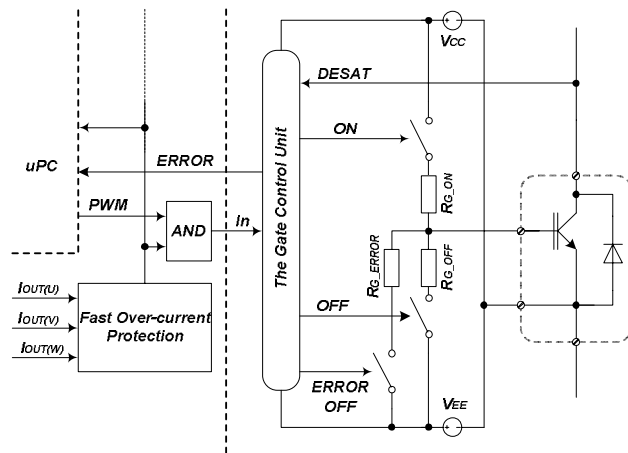 VCC
DESAT
ON
uPC
ERROR
PWM
AND
In
The Gate Control Unit
RG_ON
RG_ERROR
RG_OFF
IOUT(U)
IOUT(V)
IOUT(W)
Fast Over-current
Protection
OFF
ERROR
OFF
VEE